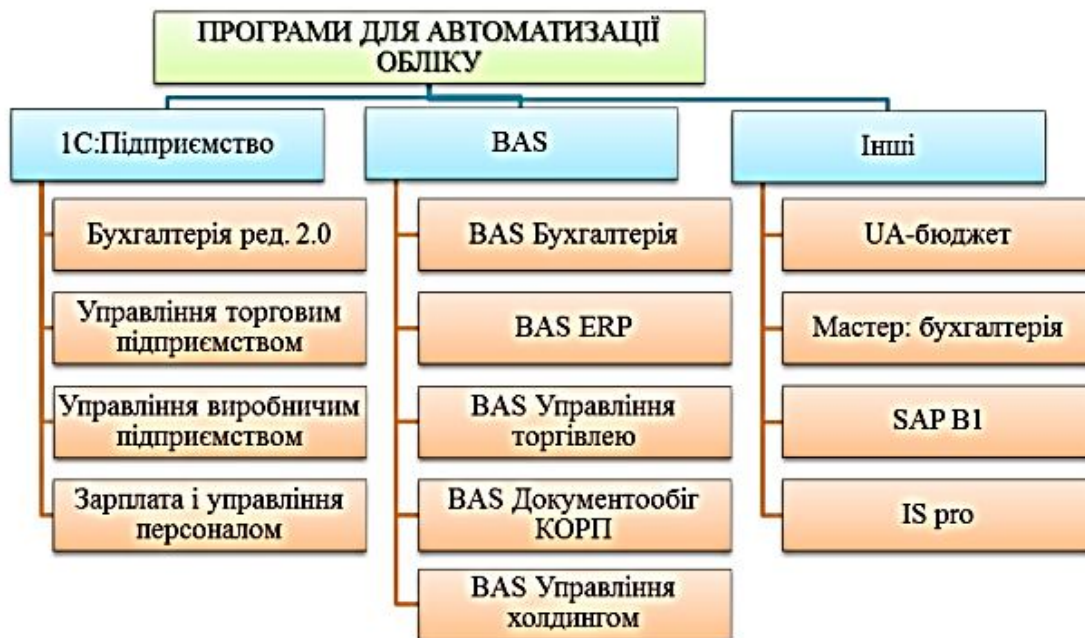 ПРОГРАМИ ДЛЯ АВТОМАТИЗАЦІЇ
ОБЛІКУ
1С:Підприємство
Бухгалтерія ред. 2.0
Управління торговим
підприємством
Управління виробничим
підприємством
Зарплата і управління
персоналом
BAS
BAS Бухгалтерія
BAS ERP
BAS Управління
торгівлею
BAS Документообіг
КОРП
BAS Управління
холдингом
Інші
UA-бюджет
Мастер: бухгалтерія
SAP B1
IS pro